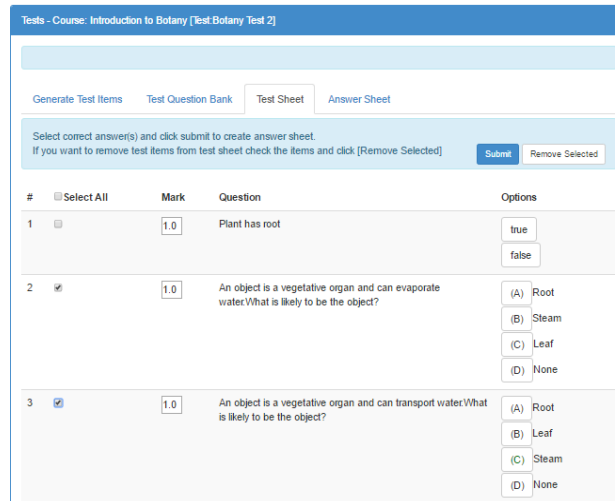 Tests - Course: Introduction to Botany [Test:Botany Test 2]
Generate Test Items Test Question Bank Test Sheet Answer Sheet
Select correct answer(s) and click submit to create answer sheet.
If you want to remove test items from test sheet check the items and click [Remove Selected] Submit Remove Selected
# Select All Mark Question Options
1 1.0 Plant has root true
false
2 1.0 An object is a vegetative organ and can evaporate (A) Root
water.What is likely to be the object?
(B) Steam
(C) Leaf
(D) None
3 1.0 An object is a vegetative organ and can transport water.What (A) Root
is likely to be the object?
(B) Leaf
(C) Steam
(D) None